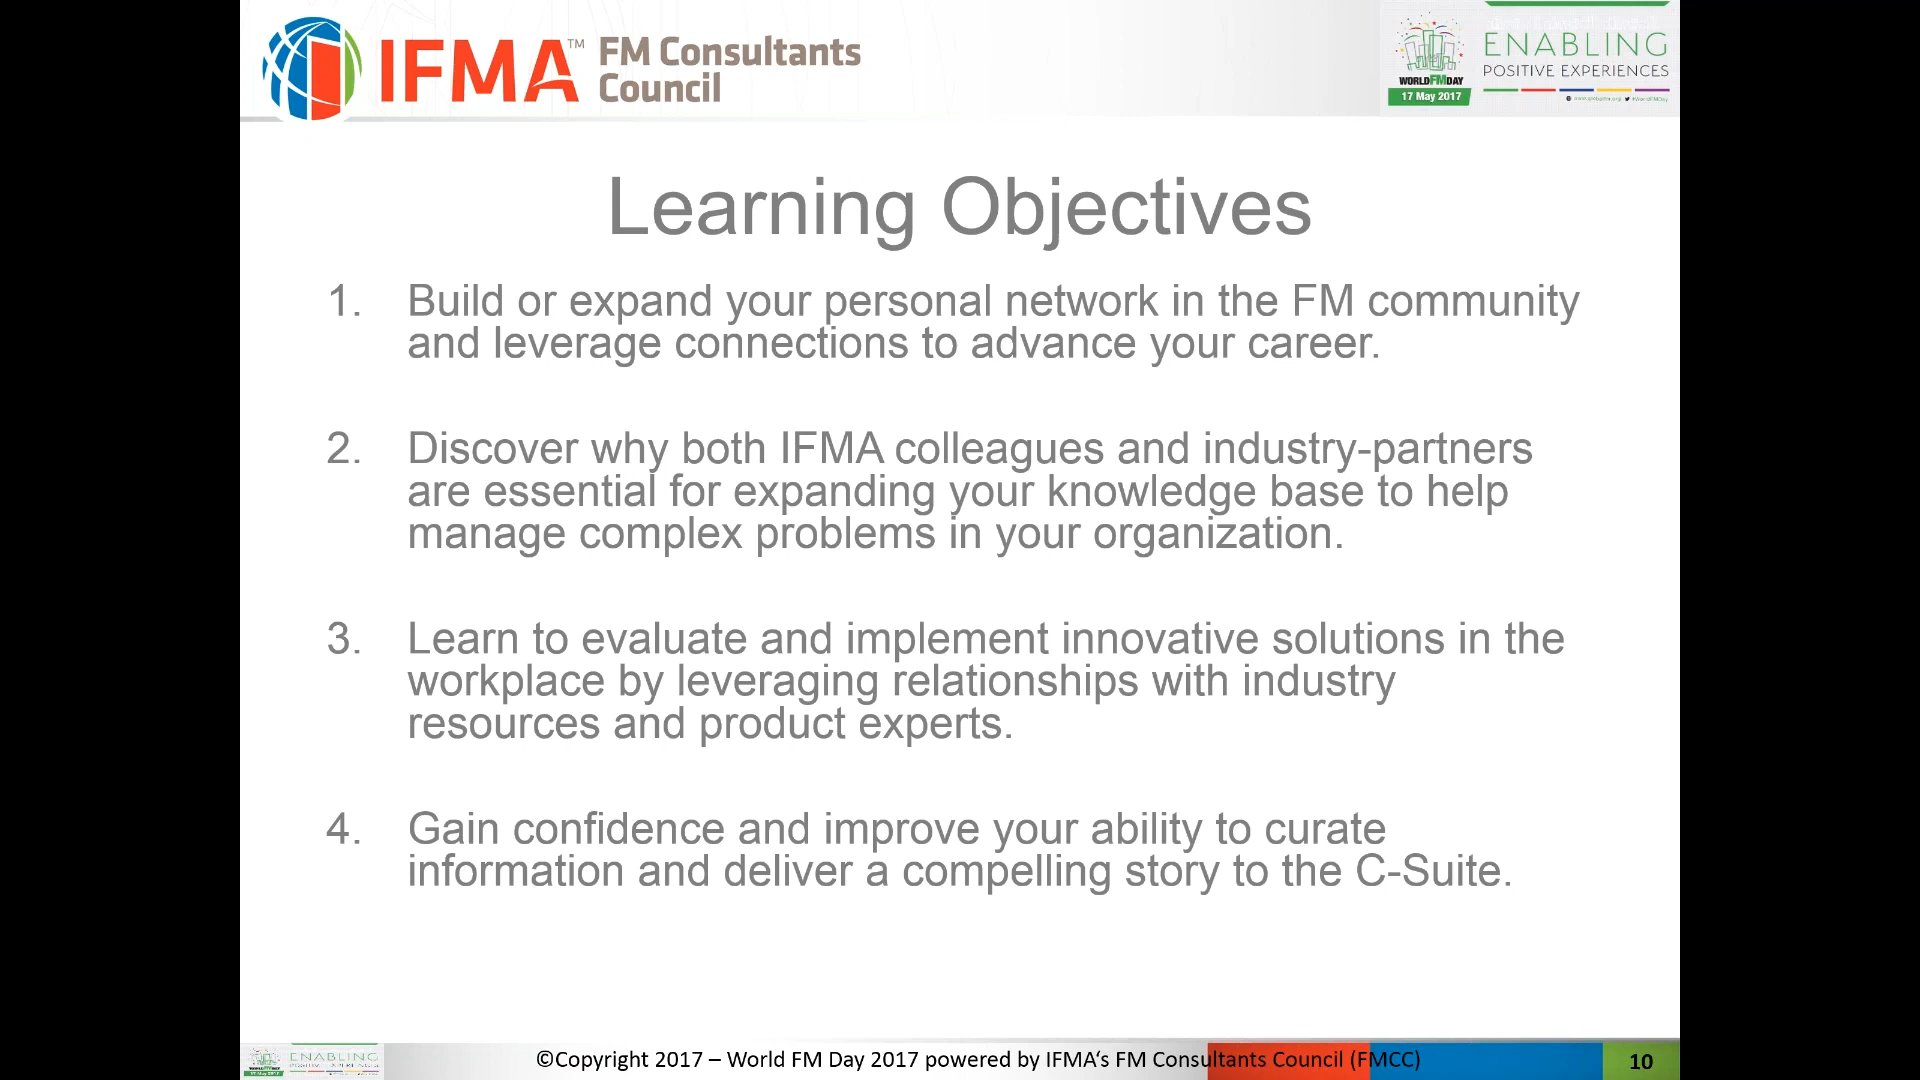 IFMA™ FM Consultants
Council
WORLDFMDAY
17 May 2017
ENABLING
POSITIVE EXPERIENCES
Learning Objectives
1. Build or expand your personal network in the FM community
and leverage connections to advance your career.
2. Discover why both IFMA colleagues and industry-partners
are essential for expanding your knowledge base to help
manage complex problems in your organization.
3. Learn to evaluate and implement innovative solutions in the
workplace by leveraging relationships with industry
resources and product experts.
4. Gain confidence and improve your ability to curate
information and deliver a compelling story to the C-Suite.
ENABLING
©Copyright 2017 – World FM Day 2017 powered by IFMA‘s FM Consultants Council (FMCC)
10